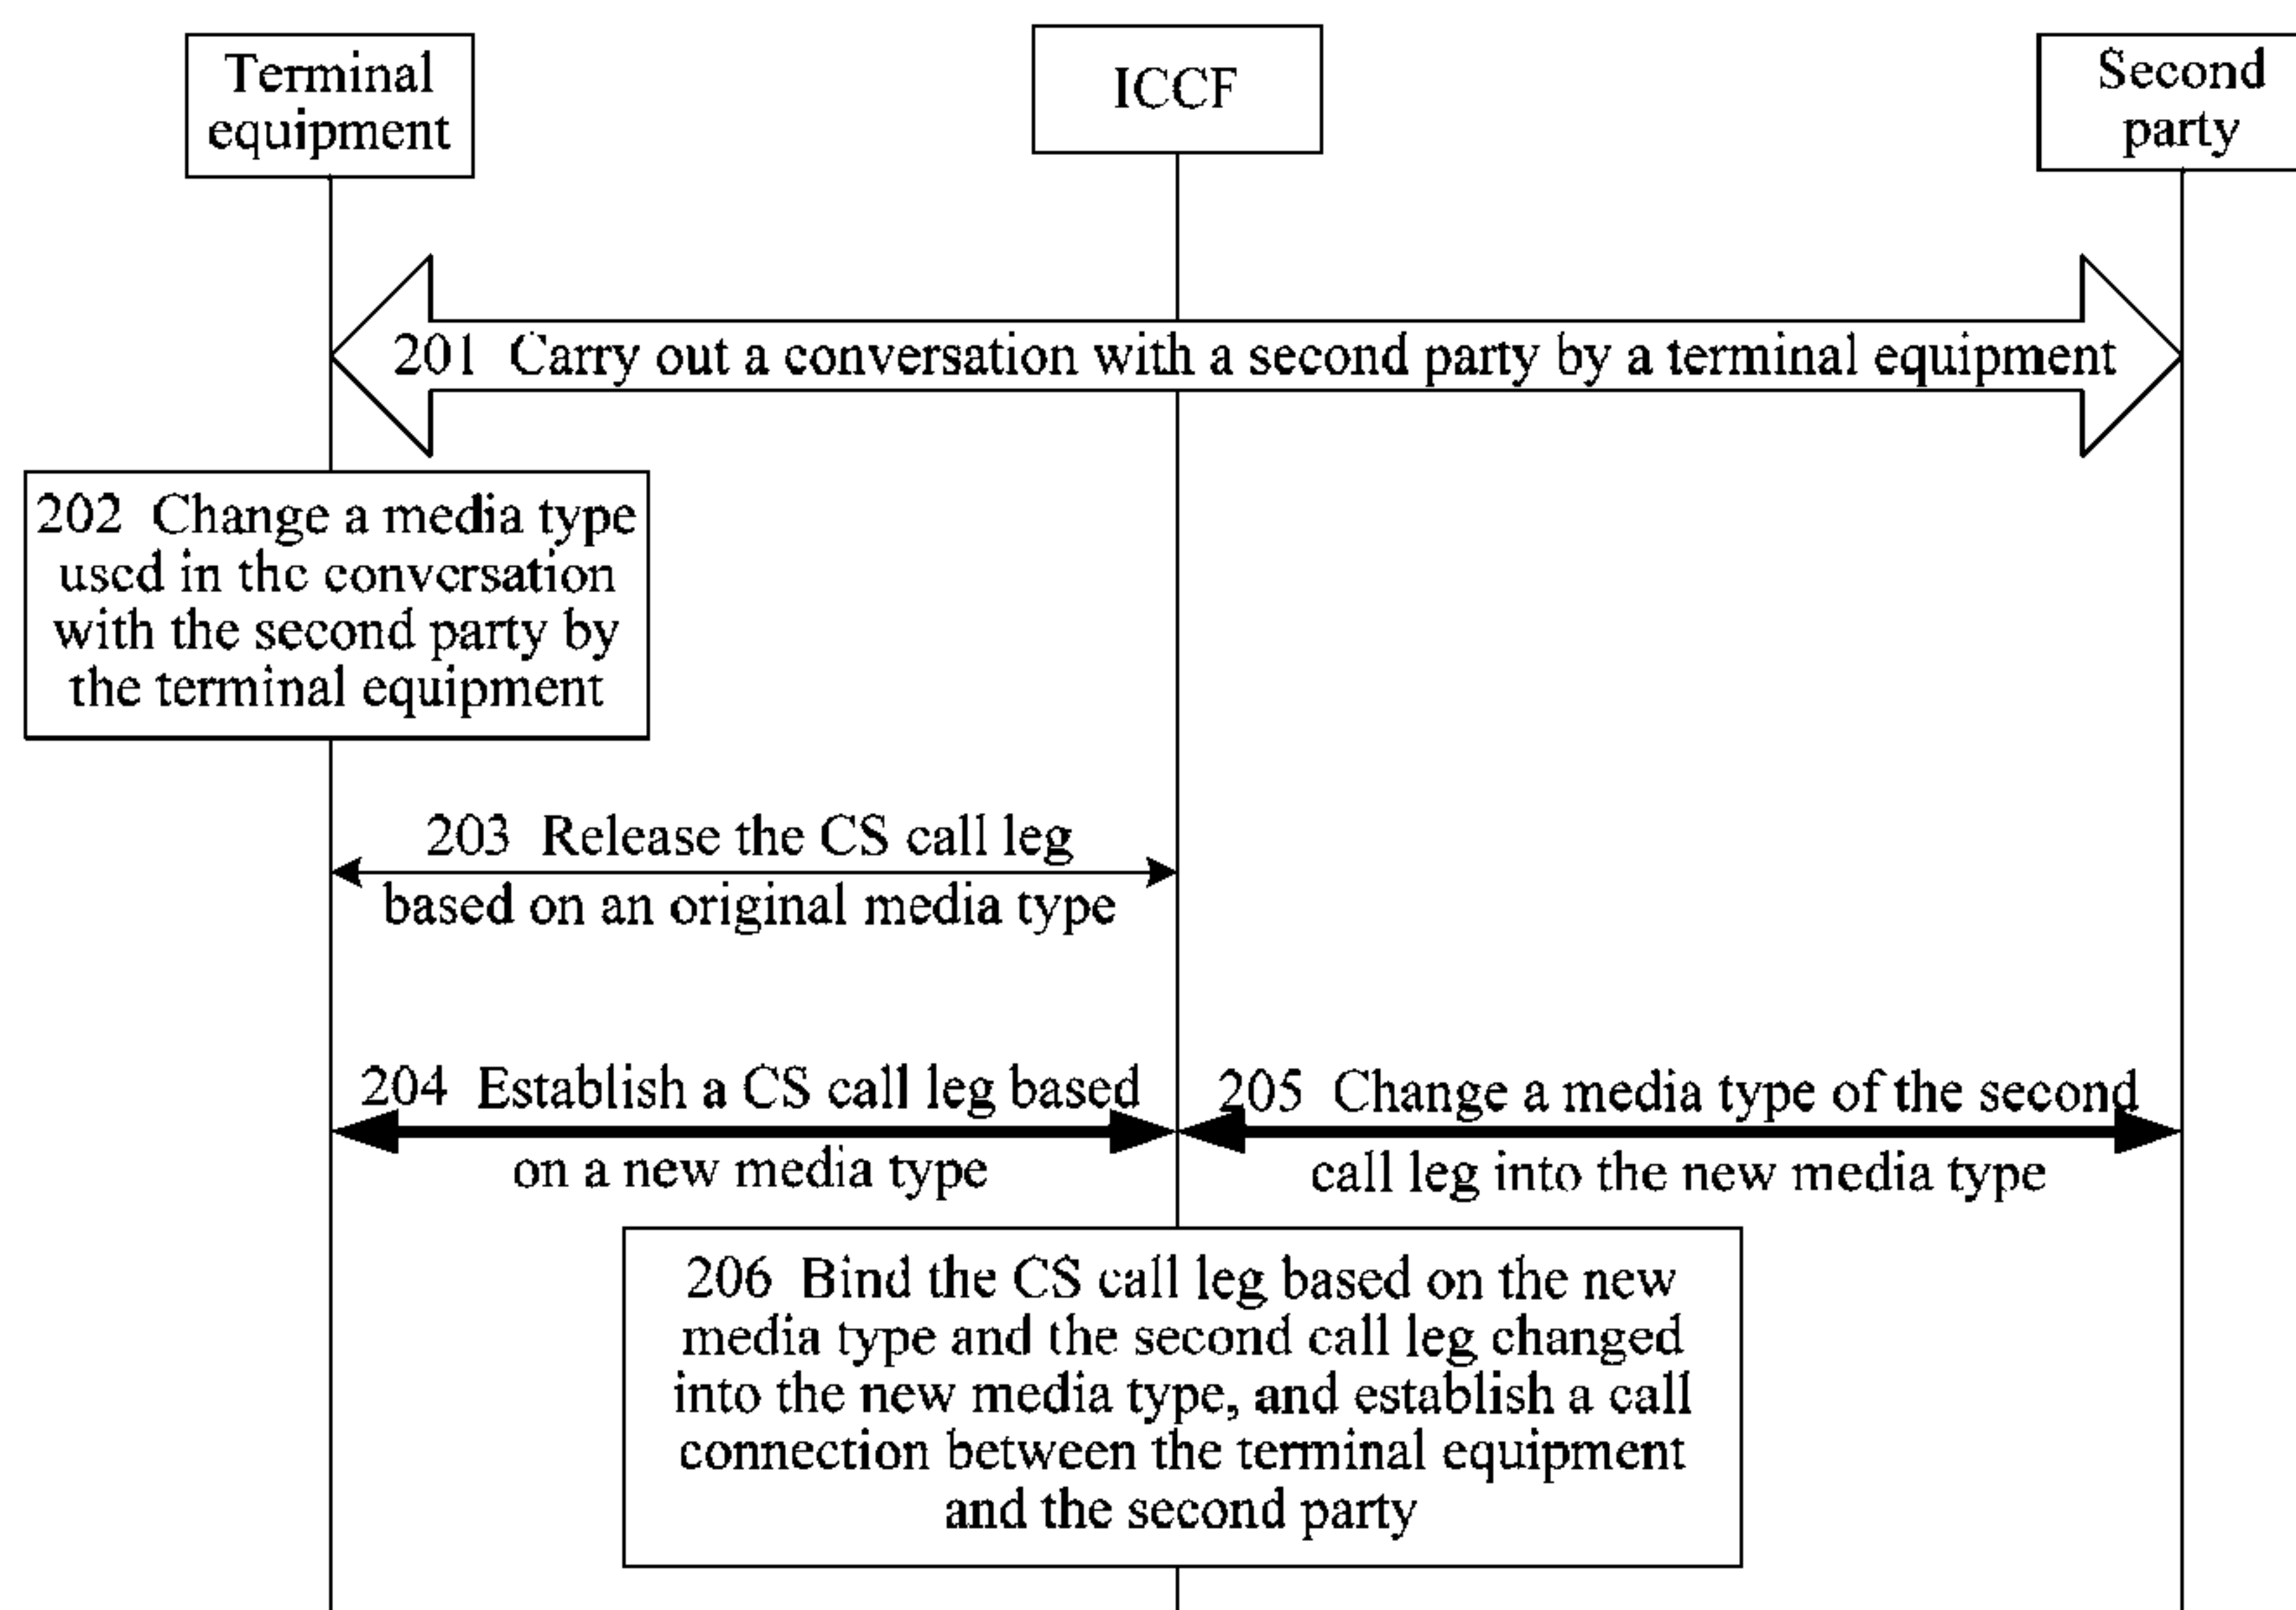 Terminal
equipment
ICCF
Second
party
201 Carry out a conversation with a second party by a terminal equipment
202 Change a media type
used in the conversation
with the second party by
the terminal equipment
203 Release the CS call leg
based on an original media type
204 Establish a CS call leg based
on a new media type
205 Change a media type of the second
call leg into the new media type
206 Bind the CS call leg based on the new
media type and the second call leg changed
into the new media type, and establish a call
connection between the terminal equipment
and the second party